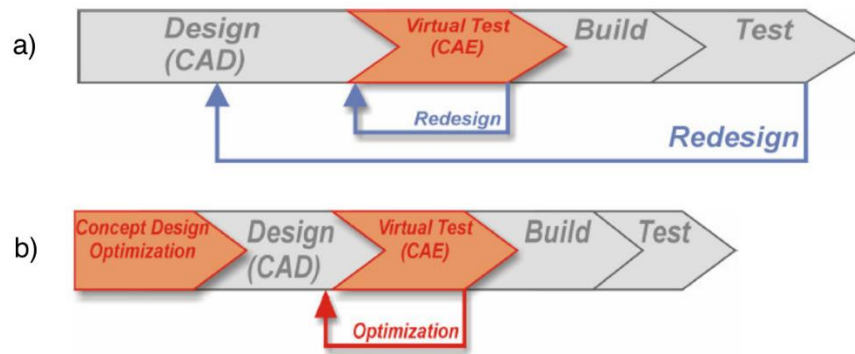 a)
Design
(CAD)
Virtual Test
(CAE)
Build
Test
Redesign
Redesign
b)
Concept Design
Optimization
Design
(CAD)
Virtual Test
(CAE)
Build
Test
Optimization